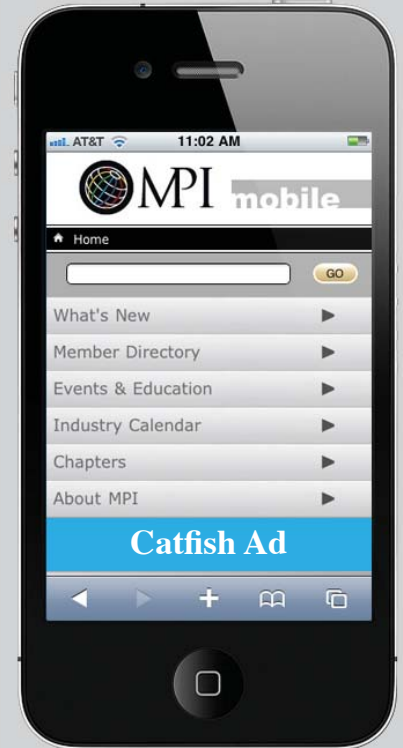 AT&T 11:02 AM
MPI mobile
Home
GO
What's New
Member Directory
Events & Education
Industry Calendar
Chapters
About MPI
Catfish Ad